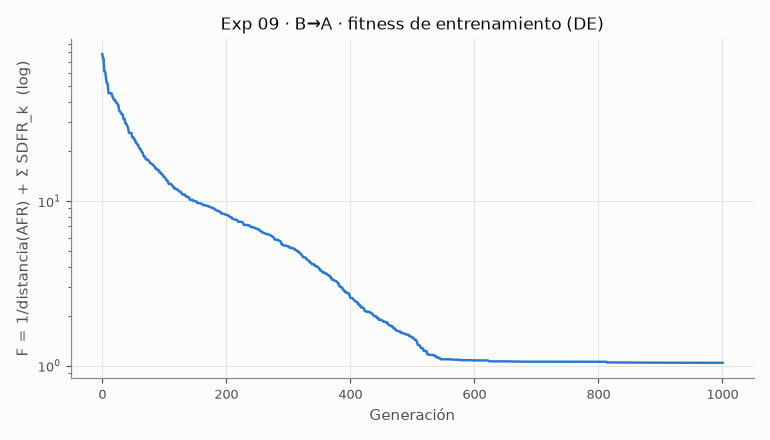 Exp 09 · B→A · fitness de entrenamiento (DE)
F = 1/distancia(AFR) + Σ SDFR_k (log)
10¹
10⁰
0 200 400 600 800 1000
Generación